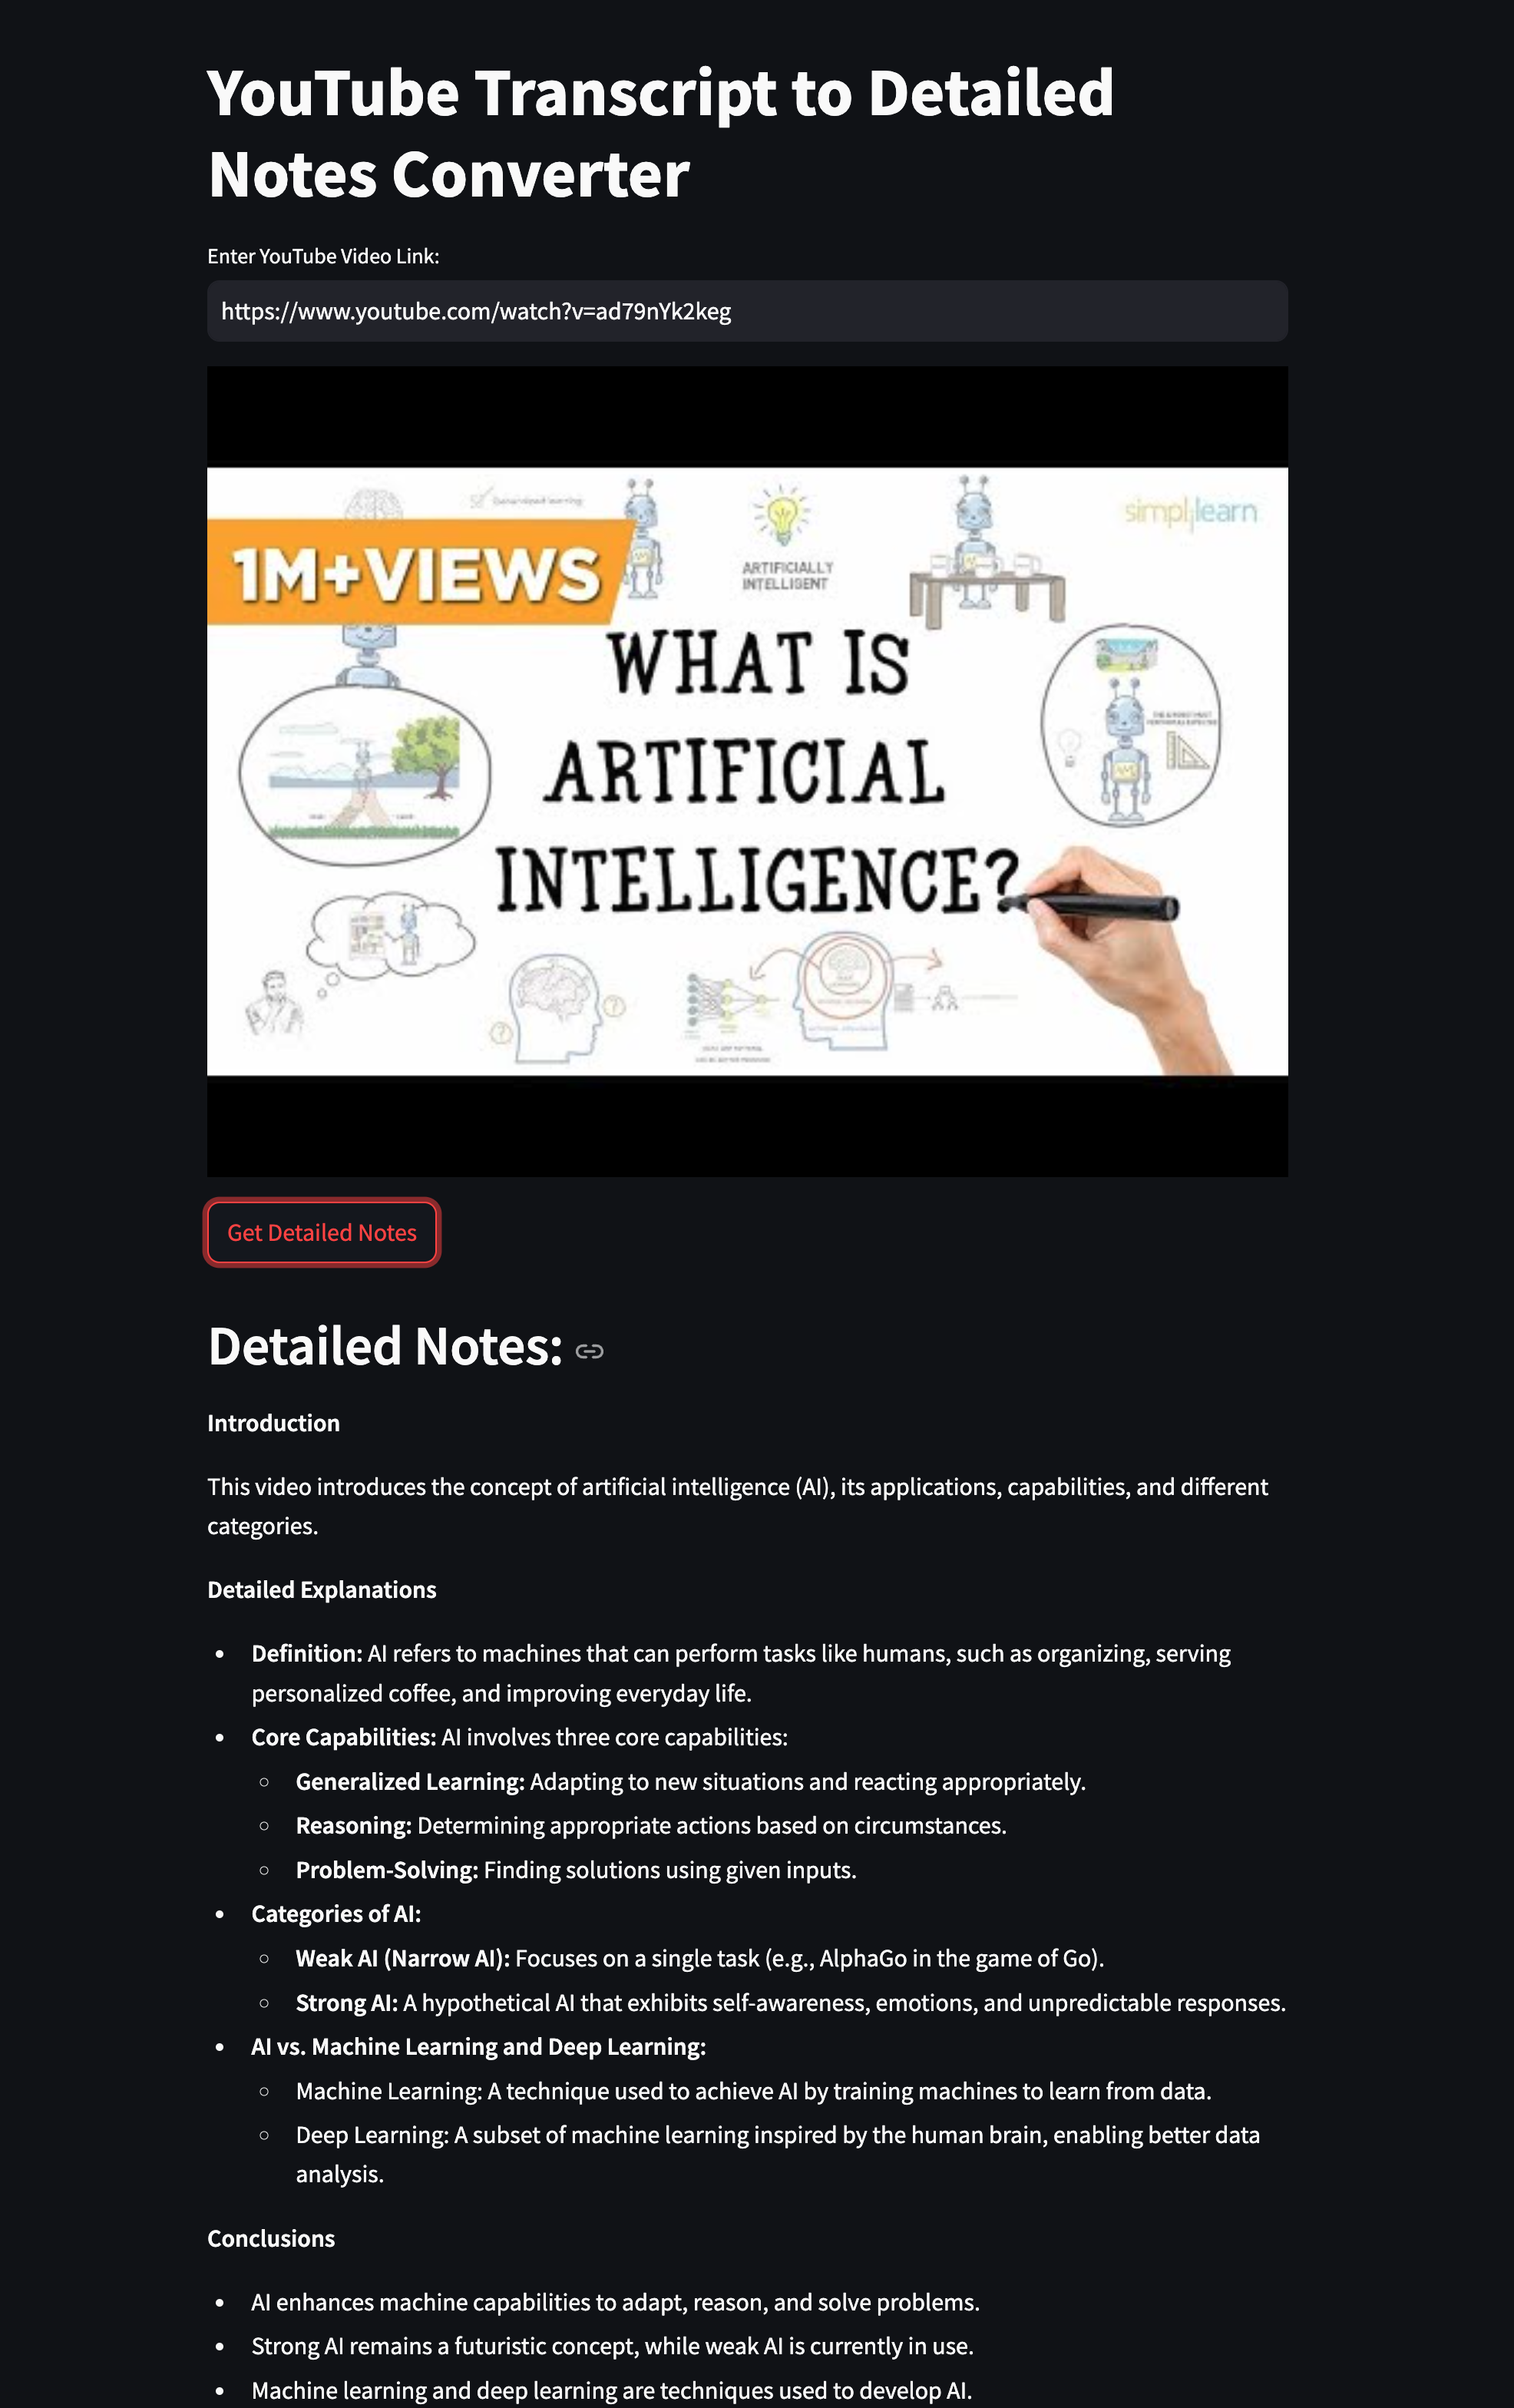 YouTube Transcript to Detailed
Notes Converter
Enter YouTube Video Link:
https://www.youtube.com/watch?v=ad79nYk2keg
Generalized learning
simplilearn
1M+VIEWS
ARTIFICIALLY
INTELLIGENT
WHAT IS
ARTIFICIAL
INTELLIGENCE?
Get Detailed Notes
Detailed Notes:
Introduction
This video introduces the concept of artificial intelligence (AI), its applications, capabilities, and different
categories.
Detailed Explanations
• Definition: AI refers to machines that can perform tasks like humans, such as organizing, serving
personalized coffee, and improving everyday life.
• Core Capabilities: AI involves three core capabilities:
○ Generalized Learning: Adapting to new situations and reacting appropriately.
○ Reasoning: Determining appropriate actions based on circumstances.
○ Problem-Solving: Finding solutions using given inputs.
• Categories of AI:
○ Weak AI (Narrow AI): Focuses on a single task (e.g., AlphaGo in the game of Go).
○ Strong AI: A hypothetical AI that exhibits self-awareness, emotions, and unpredictable responses.
• AI vs. Machine Learning and Deep Learning:
○ Machine Learning: A technique used to achieve AI by training machines to learn from data.
○ Deep Learning: A subset of machine learning inspired by the human brain, enabling better data
analysis.
Conclusions
• AI enhances machine capabilities to adapt, reason, and solve problems.
• Strong AI remains a futuristic concept, while weak AI is currently in use.
• Machine learning and deep learning are techniques used to develop AI.